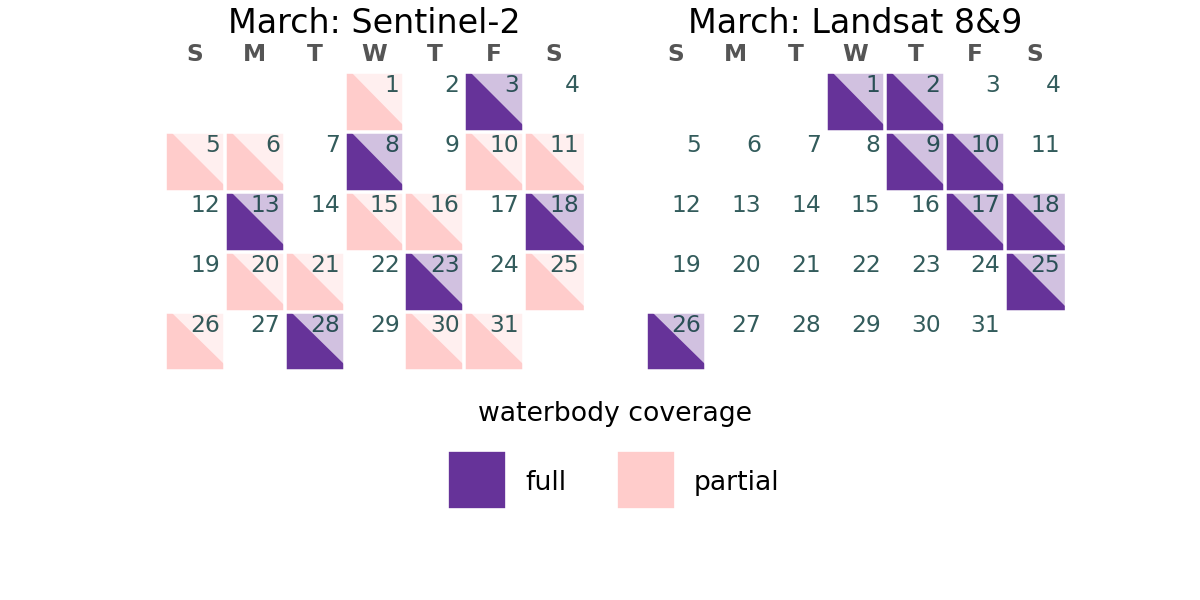 March: Sentinel-2
S M T W T F S
1 2 3 4
5 6 7 8 9 10 11
12 13 14 15 16 17 18
19 20 21 22 23 24 25
26 27 28 29 30 31
March: Landsat 8&9
S M T W T F S
1 2 3 4
5 6 7 8 9 10 11
12 13 14 15 16 17 18
19 20 21 22 23 24 25
26 27 28 29 30 31
waterbody coverage
full partial